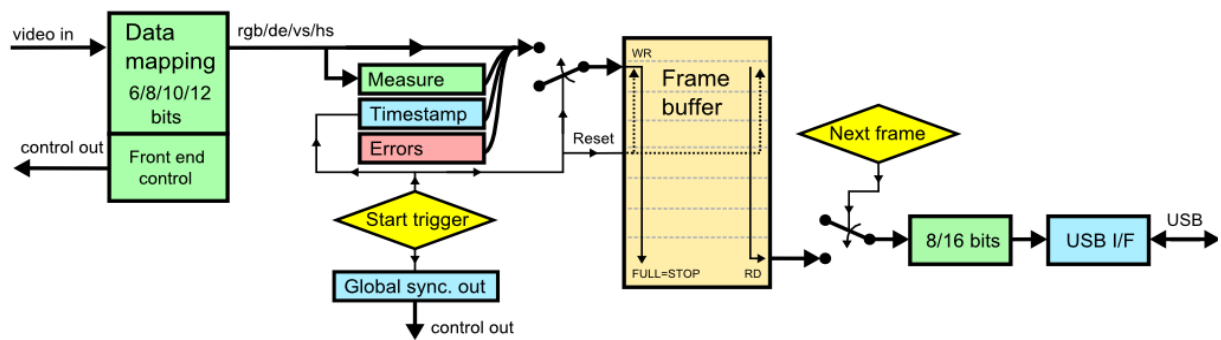 video in
Data
mapping
6/8/10/12
bits
rgb/de/vs/hs
Measure
Timestamp
Errors
control out
Front end
control
Start trigger
Global sync. out
control out
Reset
WR
Frame
buffer
FULL=STOP
RD
Next frame
8/16 bits
USB I/F
USB